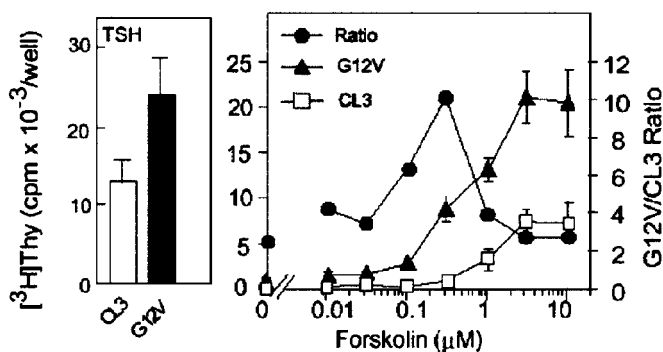 TSH
[³H]Thy (cpm x 10⁻³/well)
30
20
10
0
CL3
G12V
Ratio
G12V
CL3
25
20
15
10
5
0
12
10
8
6
4
2
0
G12V/CL3 Ratio
0 0.01 0.1 1 10
Forskolin (μM)